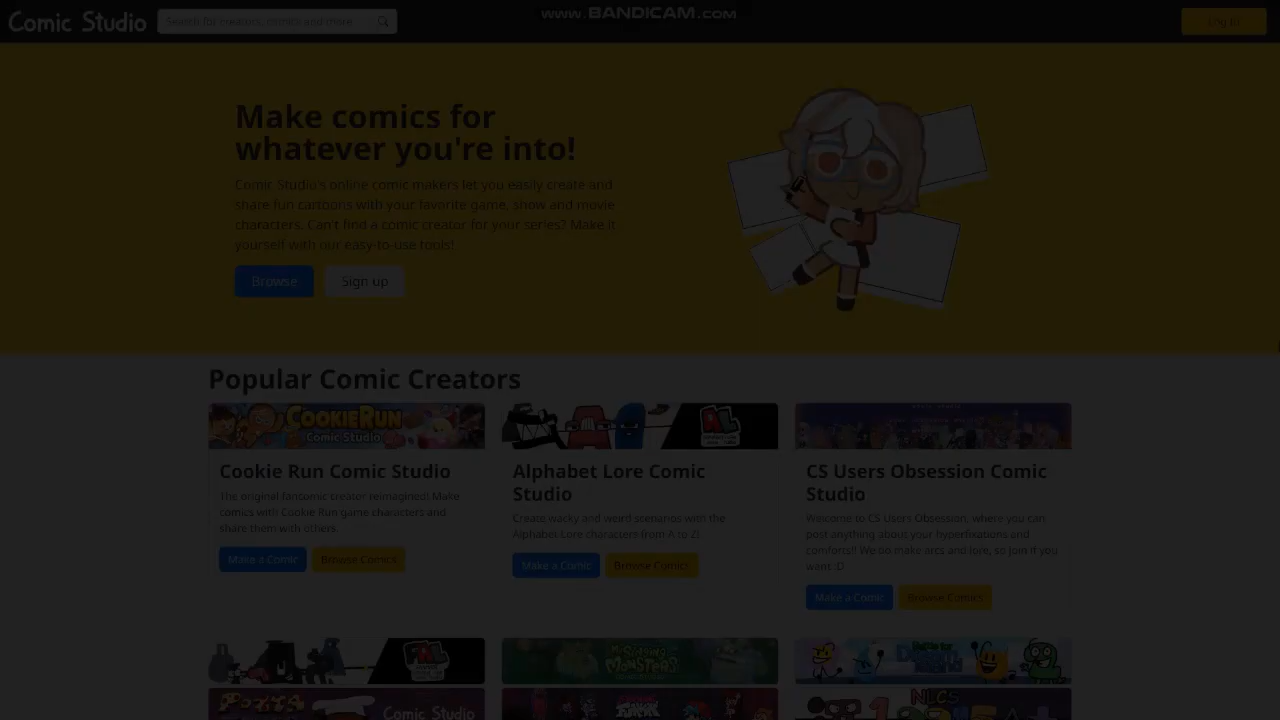 Comic Studio
Search for creators, comics and more
www.BANDICAM.com
Log In
Make comics for
whatever you're into!
Comic Studio's online comic makers let you easily create and
share fun cartoons with your favorite game, show and movie
characters. Can't find a comic creator for your series? Make it
yourself with our easy-to-use tools!
Browse
Sign up
Popular Comic Creators
COOKIERUN
Comic Studio
AL
Cookie Run Comic Studio
The original fancomic creator reimagined! Make
comics with Cookie Run game characters and
share them with others.
Make a Comic
Browse Comics
Alphabet Lore Comic
Studio
Create wacky and weird scenarios with the
Alphabet Lore characters from A to Z!
Make a Comic
Browse Comics
CS Users Obsession Comic
Studio
Welcome to CS Users Obsession, where you can
post anything about your hyperfixations and
comforts!! We do make arcs and lore, so join if you
want :D
Make a Comic
Browse Comics
Singing
MONSTERS
Comic Studio